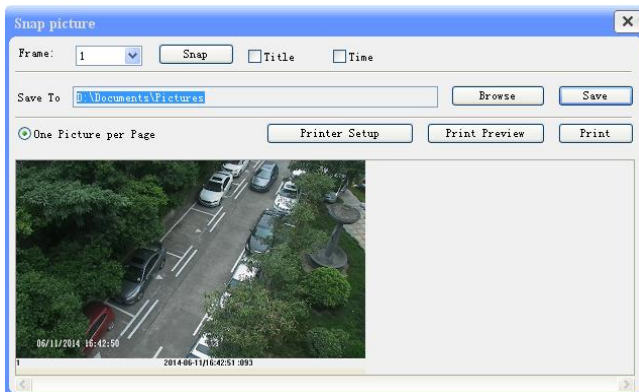 Snap picture
Frame: 1 Snap Title Time
Save To D:\Documents\Pictures Browse Save
One Picture per Page Printer Setup Print Preview Print
06/11/2014 16:42:50
1 2014-06-11/16:42:51 :093